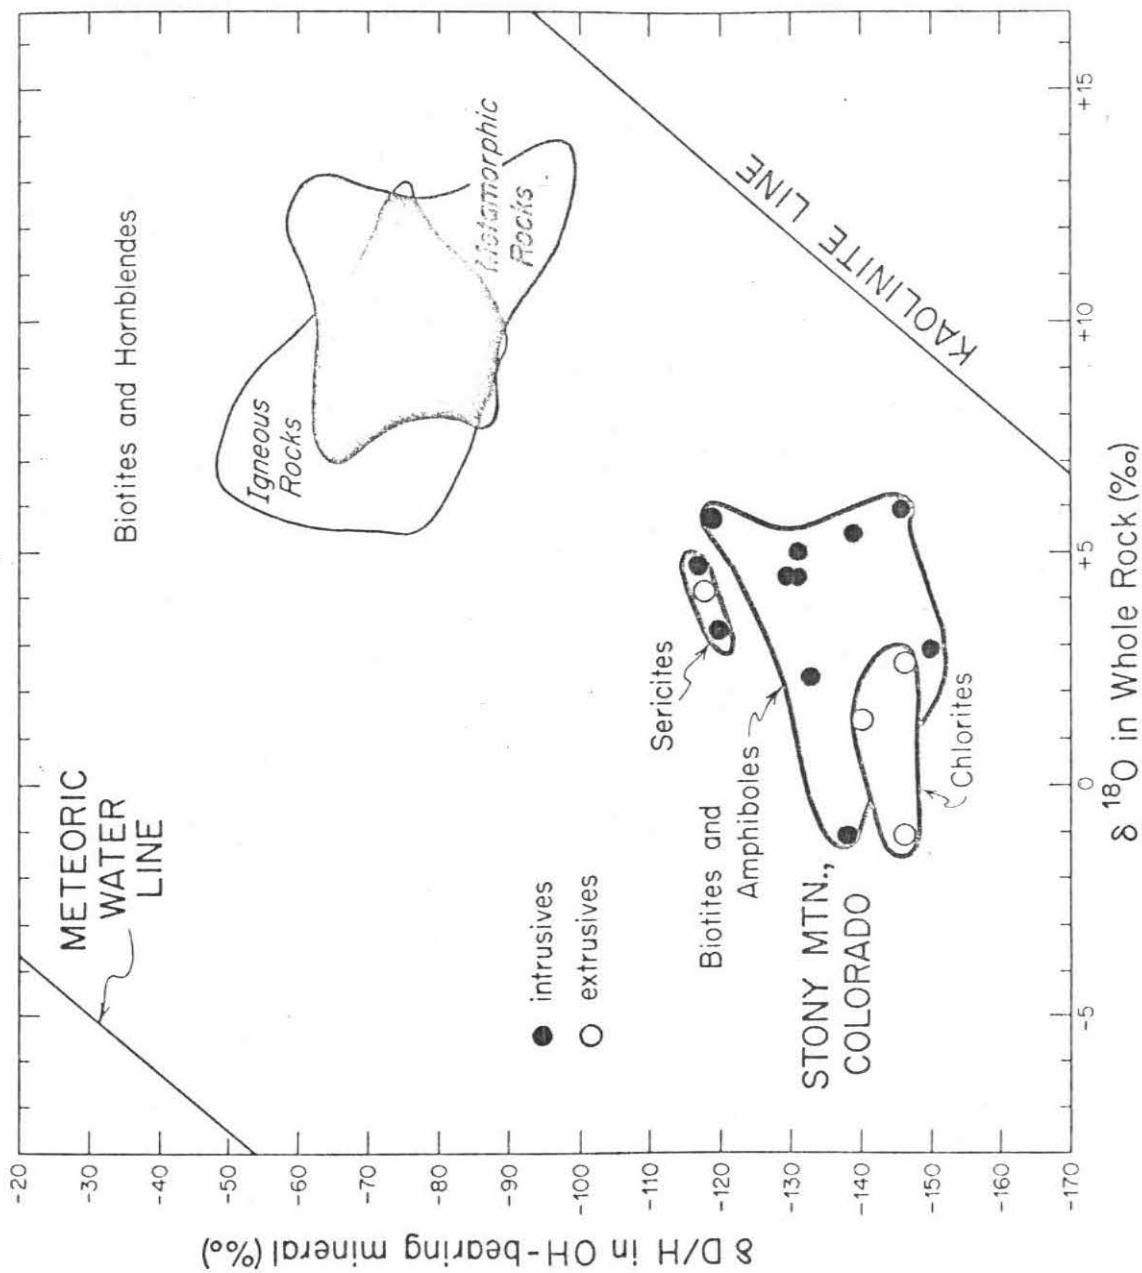 METEORIC
WATER
LINE
Biotites and Hornblendes
Igneous
Rocks
Metamorphic
Rocks
KAOLINITE LINE
● intrusives
○ extrusives
Sericites
Biotites and
Amphiboles
STONY MTN.,
COLORADO
Chlorites
-20
-30
-40
-50
-60
-70
-80
-90
-100
-110
-120
-130
-140
-150
-160
-170
δ D/H in OH-bearing mineral (‰)
-5
0
+5
+10
+15
δ ¹⁸O in Whole Rock (‰)